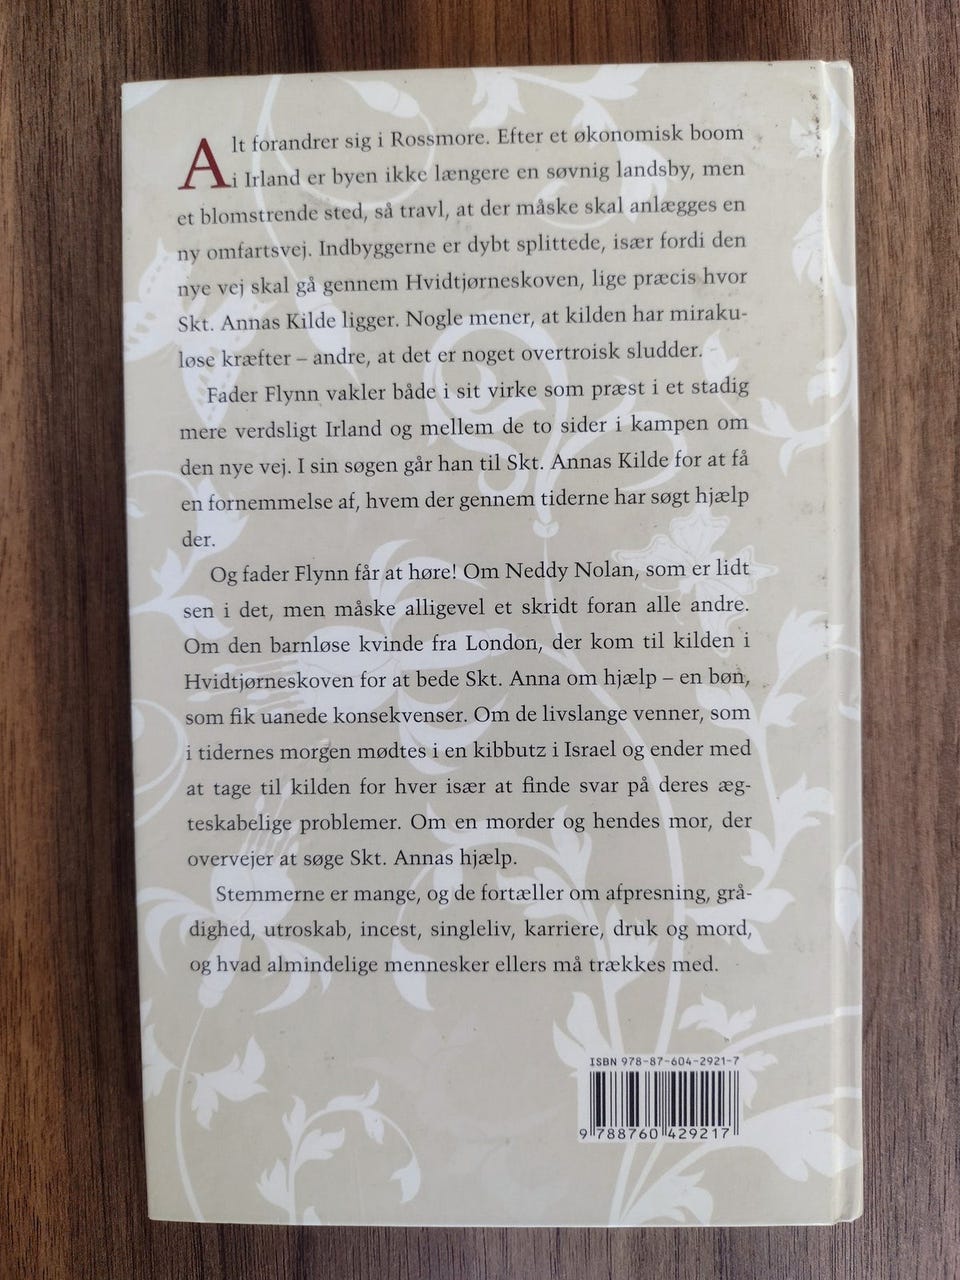 Alt forandrer sig i Rossmore. Efter et økonomisk boom
i Irland er byen ikke længere en søvnig landsby, men
et blomstrende sted, så travl, at der måske skal anlægges en
ny omfartsvej. Indbyggerne er dybt splittede, især fordi den
nye vej skal gå gennem Hvidtjørneskoven, lige præcis hvor
Skt. Annas Kilde ligger. Nogle mener, at kilden har miraku-
løse kræfter – andre, at det er noget overtroisk sludder.
Fader Flynn vakler både i sit virke som præst i et stadig
mere verdsligt Irland og mellem de to sider i kampen om
den nye vej. I sin søgen går han til Skt. Annas Kilde for at få
en fornemmelse af, hvem der gennem tiderne har søgt hjælp
der.
Og fader Flynn får at høre! Om Neddy Nolan, som er lidt
sen i det, men måske alligevel et skridt foran alle andre.
Om den barnløse kvinde fra London, der kom til kilden i
Hvidtjørneskoven for at bede Skt. Anna om hjælp – en bøn,
som fik uanede konsekvenser. Om de livslange venner, som
i tidernes morgen mødtes i en kibbutz i Israel og ender med
at tage til kilden for hver især at finde svar på deres æg-
teskabelige problemer. Om en morder og hendes mor, der
overvejer at søge Skt. Annas hjælp.
Stemmerne er mange, og de fortæller om afpresning, grå-
dighed, utroskab, incest, singleliv, karriere, druk og mord,
og hvad almindelige mennesker ellers må trækkes med.
ISBN 978-87-604-2921-7
9 788760 429217